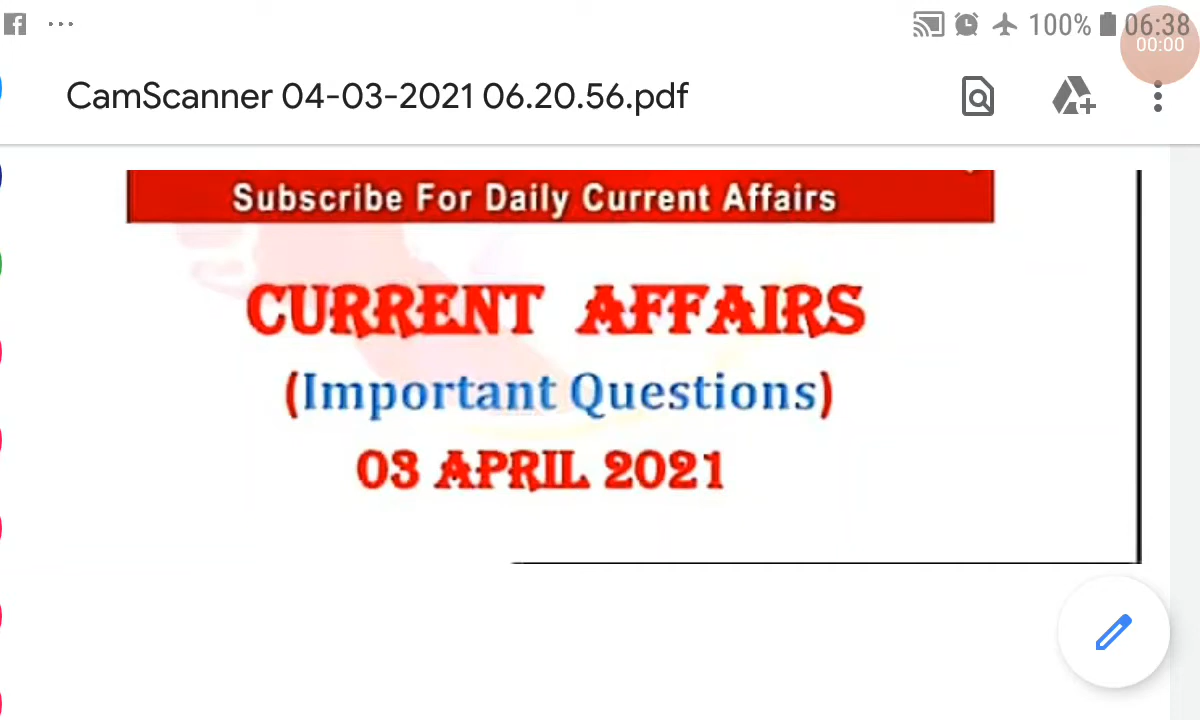 100% 06:38
00:00
CamScanner 04-03-2021 06.20.56.pdf
Subscribe For Daily Current Affairs
CURRENT AFFAIRS
(Important Questions)
03 APRIL 2021